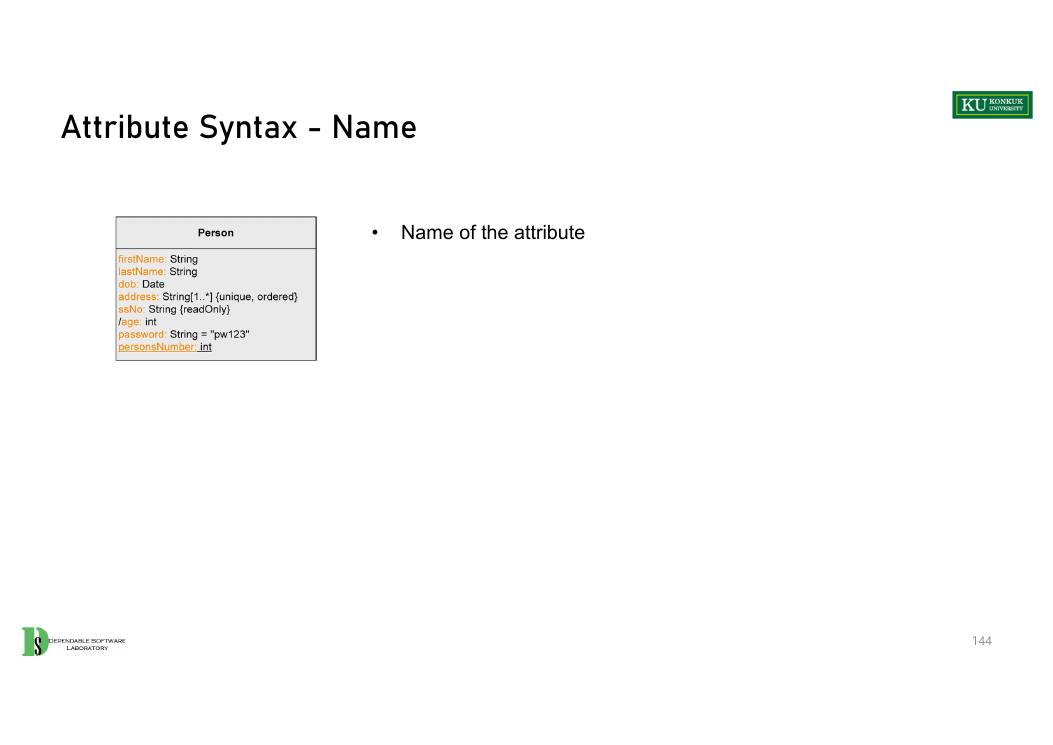 KU KONKUK
UNIVERSITY
Attribute Syntax - Name
Person
firstName: String
lastName: String
dob: Date
address: String[1..*] {unique, ordered}
ssNo: String {readOnly}
/age: int
password: String = "pw123"
personsNumber: int
• Name of the attribute
DS DEPENDABLE SOFTWARE
LABORATORY
144